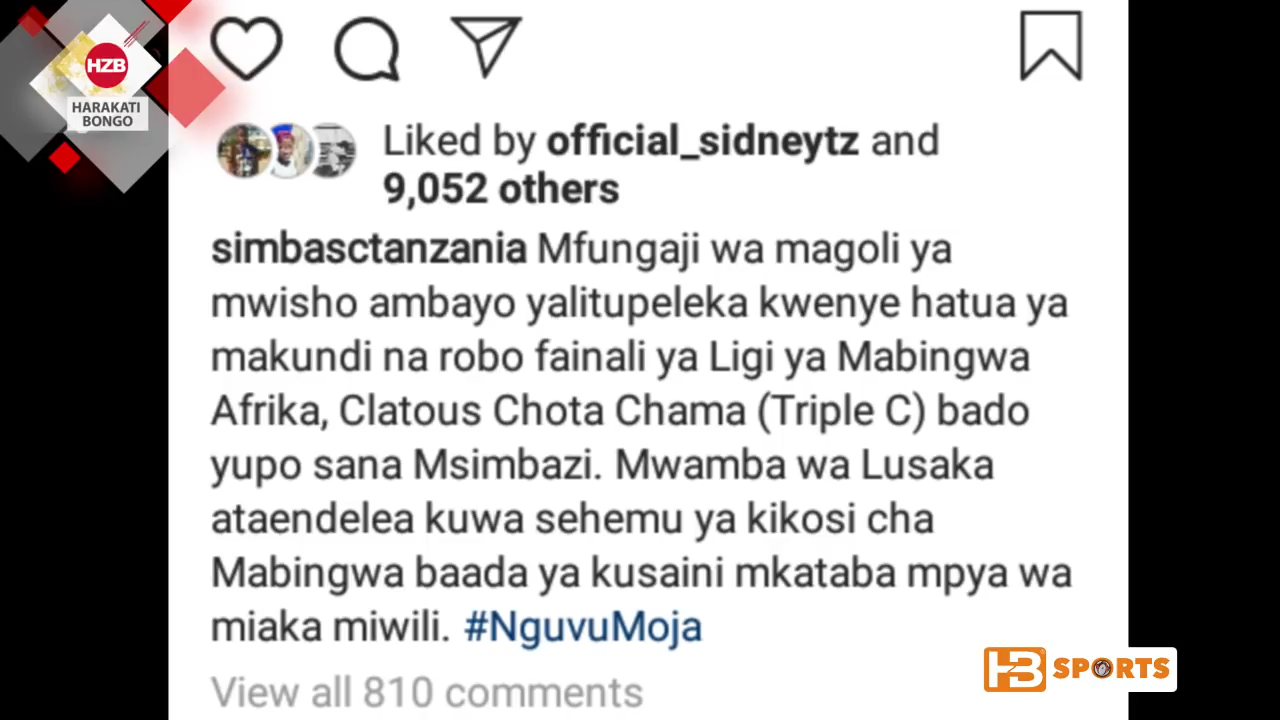 HZB
HARAKATI
BONGO
Liked by official_sidneytz and
9,052 others
simbasctanzania Mfungaji wa magoli ya
mwisho ambayo yalitupeleka kwenye hatua ya
makundi na robo fainali ya Ligi ya Mabingwa
Afrika, Clatous Chota Chama (Triple C) bado
yupo sana Msimbazi. Mwamba wa Lusaka
ataendelea kuwa sehemu ya kikosi cha
Mabingwa baada ya kusaini mkataba mpya wa
miaka miwili. #NguvuMoja
View all 810 comments
HB SPORTS